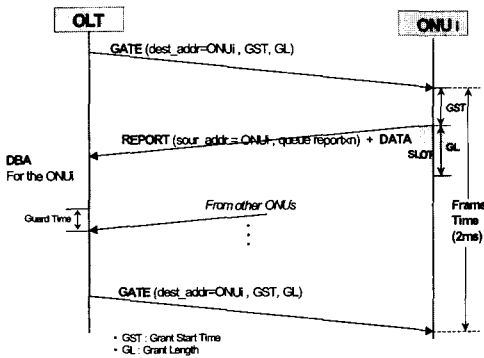 OLT
ONU i
GATE (dest_addr=ONUi , GST, GL)
GST
REPORT (sour_addr = ONUi , queue reportxn) + DATA
SLOT
GL
DBA
For the ONUi
Frame
Time
(2ms)
From other ONUs
Guard Time
GATE (dest_addr=ONUi , GST, GL)
• GST : Grant Start Time
• GL : Grant Length